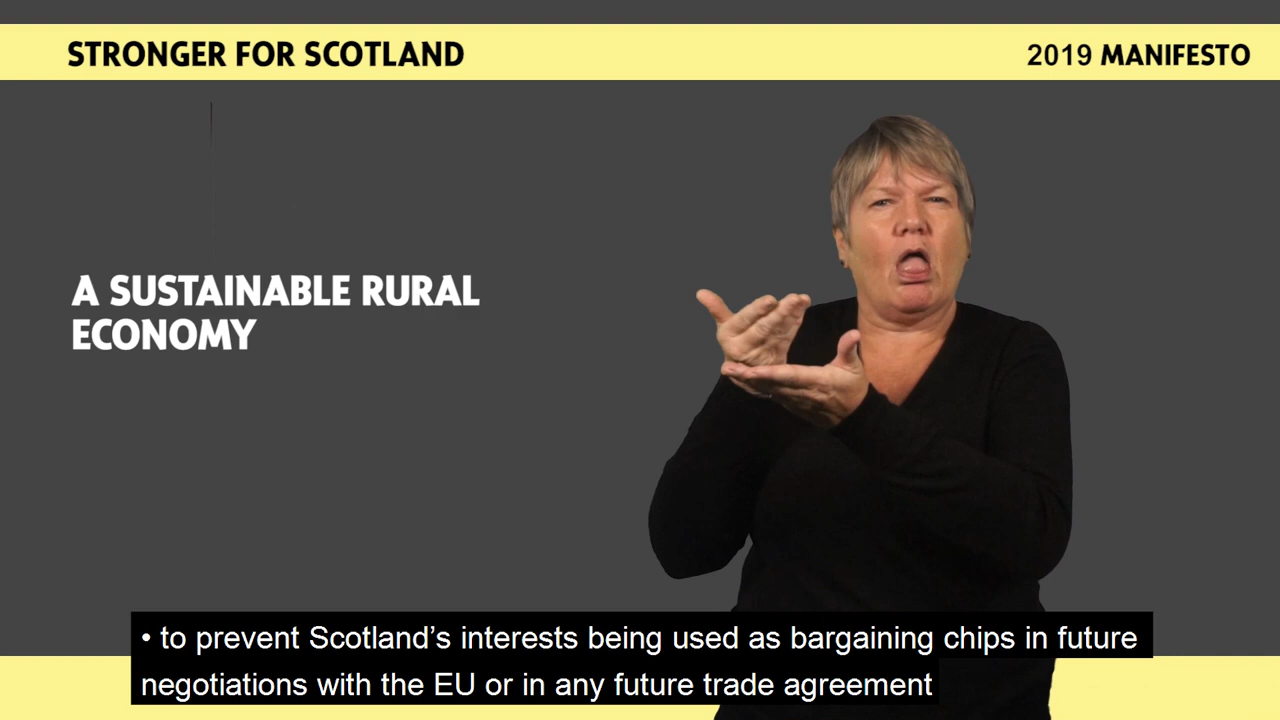 STRONGER FOR SCOTLAND
2019 MANIFESTO
A SUSTAINABLE RURAL
ECONOMY
• to prevent Scotland’s interests being used as bargaining chips in future
negotiations with the EU or in any future trade agreement